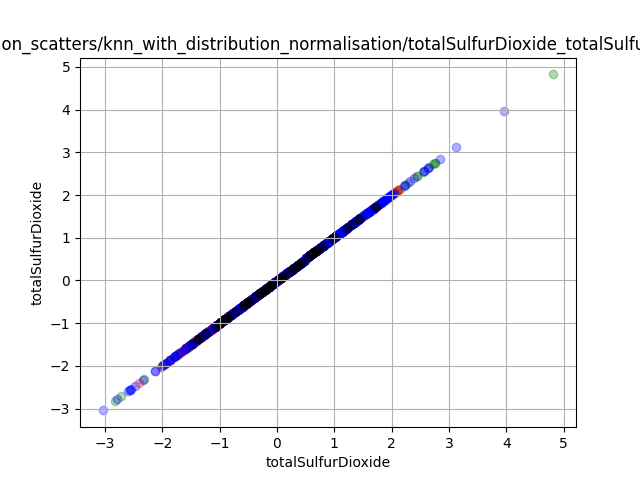 on_scatters/knn_with_distribution_normalisation/totalSulfurDioxide_totalSulfu
5
4
3
2
1
0
−1
−2
−3
totalSulfurDioxide
−3 −2 −1 0 1 2 3 4 5
totalSulfurDioxide